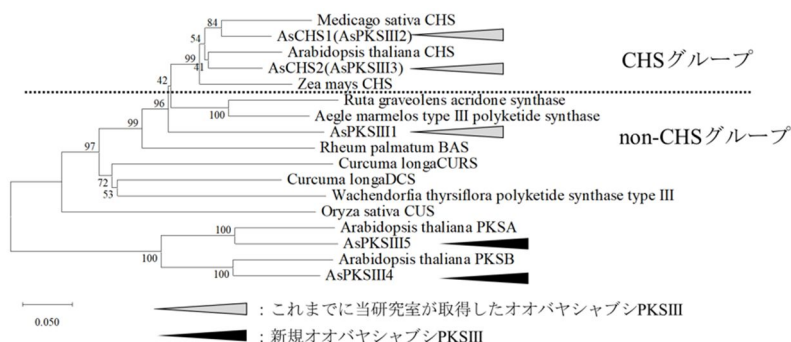 Medicago sativa CHS
84
AsCHS1(AsPKSIII2)
54
Arabidopsis thaliana CHS
99
41
AsCHS2(AsPKSIII3)
CHSグループ
42
Zea mays CHS
96
Ruta graveolens acridone synthase
100
Aegle marmelos type III polyketide synthase
99
AsPKSIII1
non-CHSグループ
97
Rheum palmatum BAS
Curcuma longaCURS
72
Curcuma longaDCS
53
Wachendorfia thyrsiflora polyketide synthase type III
Oryza sativa CUS
Arabidopsis thaliana PKSA
100
AsPKSIII5
100
Arabidopsis thaliana PKSB
100
AsPKSIII4
0.050
：これまでに当研究室が取得したオオバヤシャブシPKSIII
：新規オオバヤシャブシPKSIII